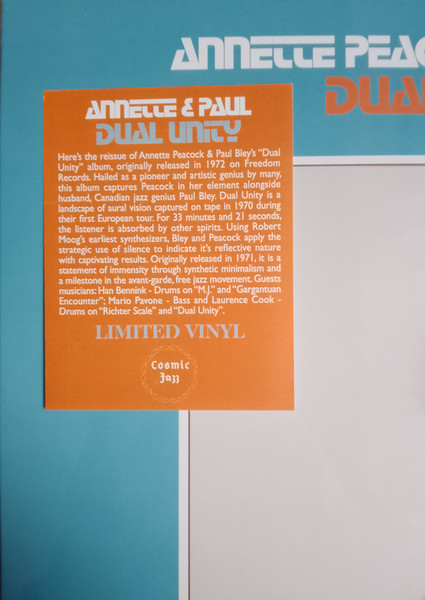 ANNETTE PEAC
DUA
ANNETTE & PAUL
DUAL UNITY
Here's the reissue of Annette Peacock & Paul Bley's "Dual
Unity" album, originally released in 1972 on Freedom
Records. Hailed as a pioneer and artistic genius by many,
this album captures Peacock in her element alongside
husband, Canadian jazz genius Paul Bley. Dual Unity is a
landscape of aural vision captured on tape in 1970 during
their first European tour. For 33 minutes and 21 seconds,
the listener is absorbed by other spirits. Using Robert
Moog's earliest synthesizers, Bley and Peacock apply the
strategic use of silence to indicate it's reflective nature
with captivating results. Originally released in 1971, it is a
statement of immensity through synthetic minimalism and
a milestone in the avant-garde, free jazz movement. Guests
musicians: Han Bennink - Drums on "M.J." and "Gargantuan
Encounter"; Mario Pavone - Bass and Laurence Cook -
Drums on "Richter Scale" and "Dual Unity".
LIMITED VINYL
Cosmic
Jazz